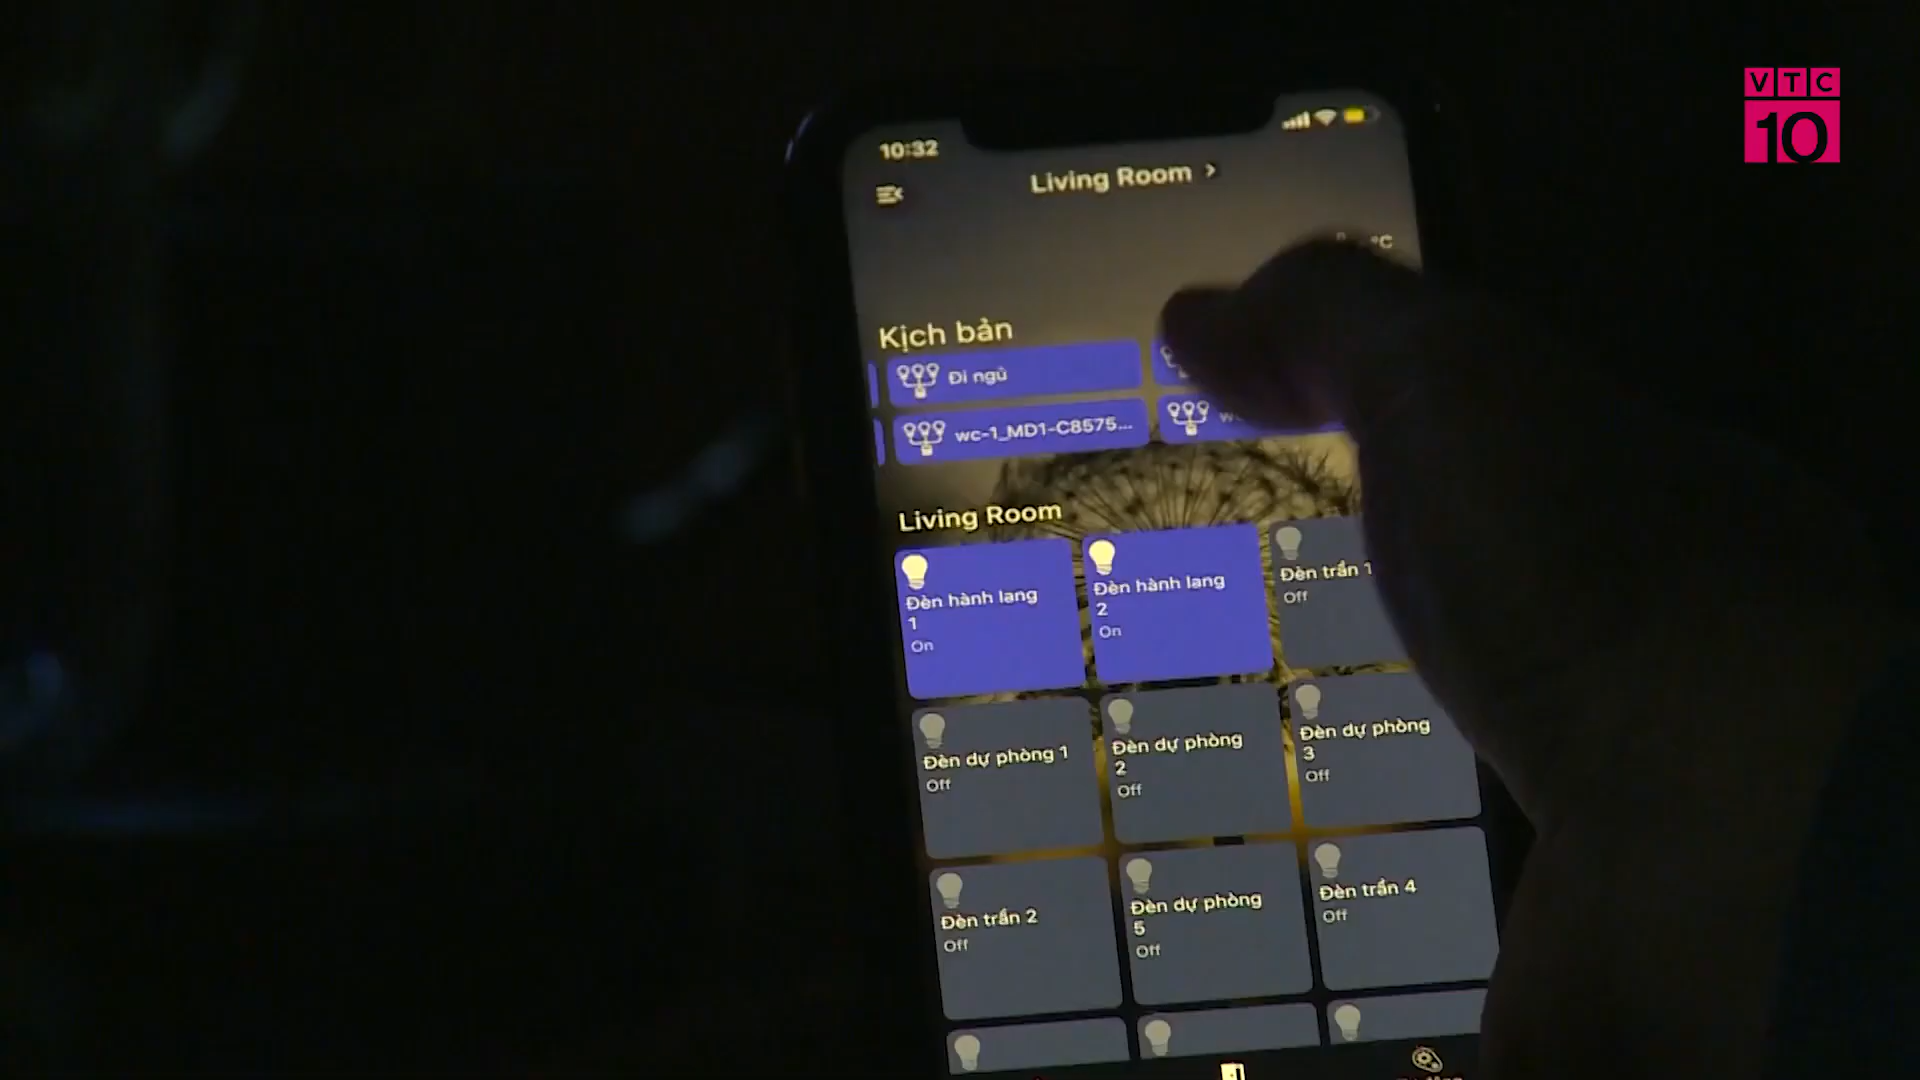 VTC
10
10:32
Living Room >
°C
Kịch bản
Đi ngủ
wc-1_MD1-C8575...
Living Room
Đèn hành lang
1
On
Đèn hành lang
2
On
Đèn trần 1
Off
Đèn dự phòng 1
Off
Đèn dự phòng
2
Off
Đèn dự phòng
3
Off
Đèn trần 2
Off
Đèn dự phòng
5
Off
Đèn trần 4
Off